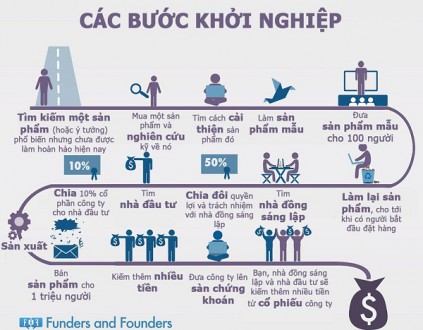 CÁC BƯỚC KHỞI NGHIỆP
Tìm kiếm một sản
phẩm (hoặc ý tưởng)
phổ biến nhưng chưa được
làm hoàn hảo hiện nay
Mua một sản
phẩm và
nghiên cứu
kỹ về nó
Tìm cách cải
thiện sản
phẩm đó
Làm sản
phẩm mẫu
Đưa
sản phẩm mẫu
cho 100 người
Làm lại sản
phẩm, cho tới
khi có người bắt
đầu đặt hàng
Tìm
nhà đồng
sáng lập
50%
Chia đôi quyền
lợi và trách nhiệm
với nhà đồng sáng
lập
Tìm
nhà đầu tư
10%
Chia 10% cổ
phần công ty
cho nhà đầu tư
Sản xuất
Bán
sản phẩm cho
1 triệu người
Kiếm thêm nhiều
tiền
Đưa công ty lên
sàn chứng
khoán
Bạn, nhà đồng sáng lập
và nhà đầu tư sẽ
kiếm thêm nhiều tiền
từ cổ phiếu công ty
$
Funders and Founders